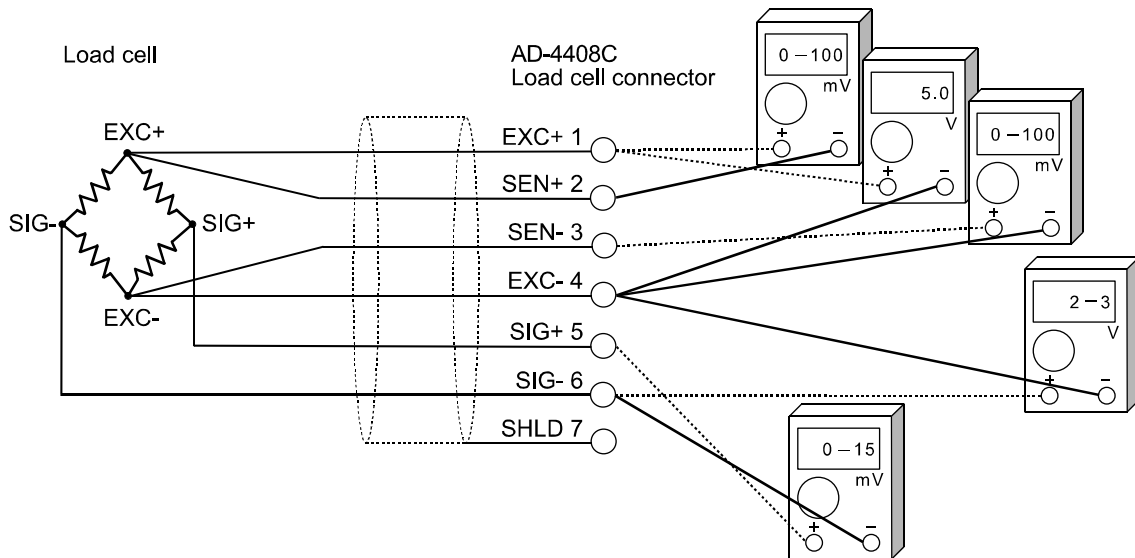 Load cell
AD-4408C
Load cell connector
EXC+
SIG-
SIG+
EXC-
EXC+ 1
SEN+ 2
SEN- 3
EXC- 4
SIG+ 5
SIG- 6
SHLD 7
0－100
mV
+ −
5.0
V
+ −
0－100
mV
+ −
2－3
V
+ −
0－15
mV
+ −